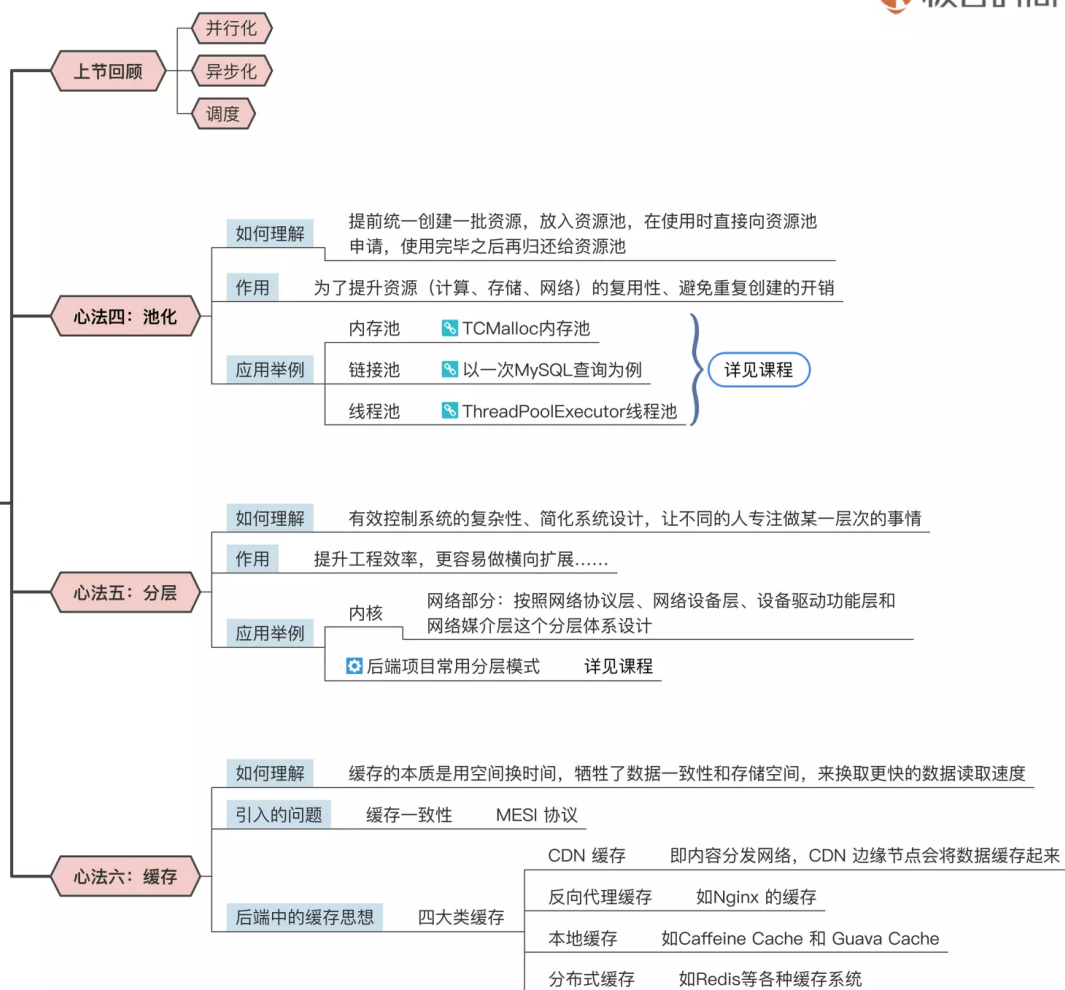 上节回顾
并行化
异步化
调度
心法四：池化
如何理解
提前统一创建一批资源，放入资源池，在使用时直接向资源池
申请，使用完毕之后再归还给资源池
作用
为了提升资源（计算、存储、网络）的复用性、避免重复创建的开销
应用举例
内存池
TCMalloc内存池
链接池
以一次MySQL查询为例
线程池
ThreadPoolExecutor线程池
详见课程
心法五：分层
如何理解
有效控制系统的复杂性、简化系统设计，让不同的人专注做某一层次的事情
作用
提升工程效率，更容易做横向扩展......
应用举例
内核
网络部分：按照网络协议层、网络设备层、设备驱动功能层和
网络媒介层这个分层体系设计
后端项目常用分层模式
详见课程
心法六：缓存
如何理解
缓存的本质是用空间换时间，牺牲了数据一致性和存储空间，来换取更快的数据读取速度
引入的问题
缓存一致性
MESI 协议
后端中的缓存思想
四大类缓存
CDN 缓存
即内容分发网络，CDN 边缘节点会将数据缓存起来
反向代理缓存
如Nginx 的缓存
本地缓存
如Caffeine Cache 和 Guava Cache
分布式缓存
如Redis等各种缓存系统